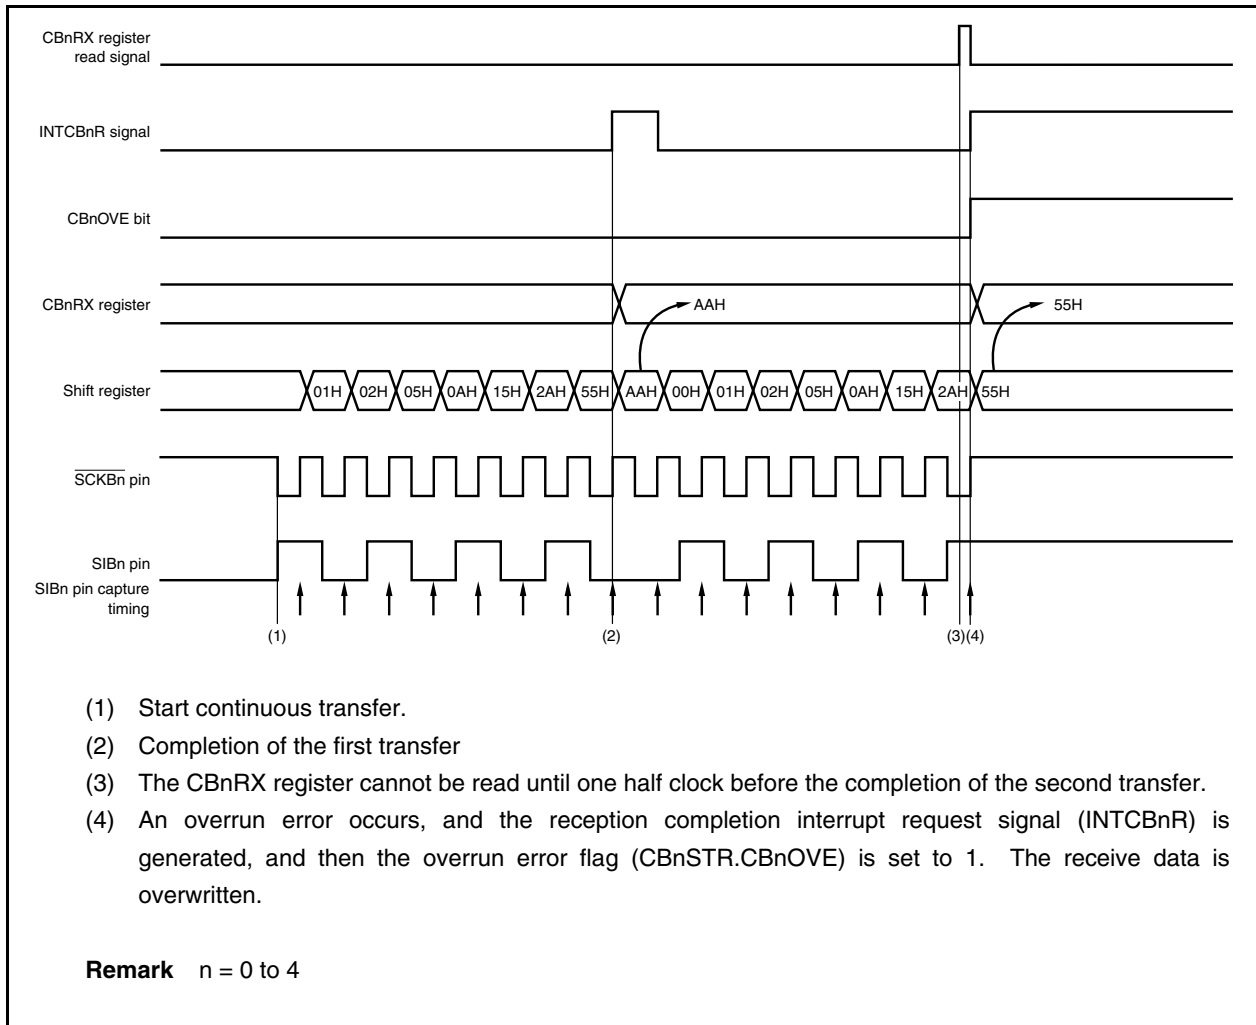 CBnRX register
read signal
INTCBnR signal
CBnOVE bit
CBnRX register
AAH
55H
Shift register
01H 02H 05H 0AH 15H 2AH 55H AAH 00H 01H 02H 05H 0AH 15H 2AH 55H
SCKBn pin
SIBn pin
SIBn pin capture
timing
(1) (2) (3) (4)
(1) Start continuous transfer.
(2) Completion of the first transfer
(3) The CBnRX register cannot be read until one half clock before the completion of the second transfer.
(4) An overrun error occurs, and the reception completion interrupt request signal (INTCBnR) is
generated, and then the overrun error flag (CBnSTR.CBnOVE) is set to 1. The receive data is
overwritten.
Remark n = 0 to 4